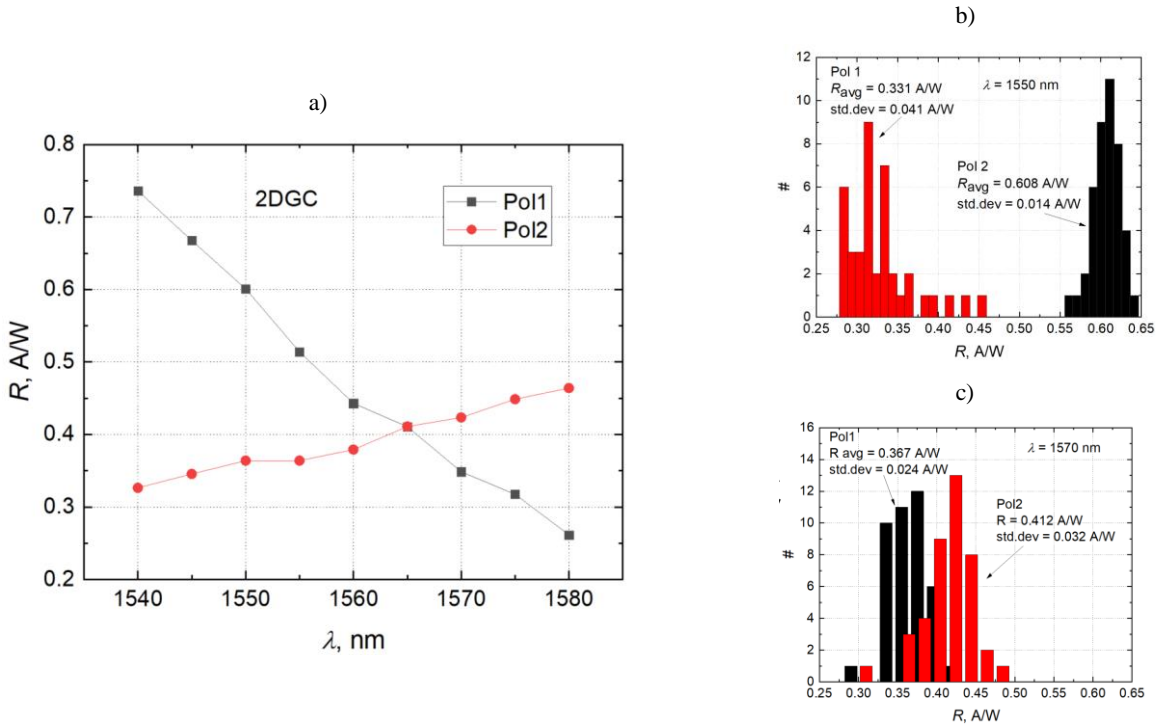 a)
0.8
0.7
0.6
0.5
0.4
0.3
0.2
R, A/W
2DGC
Pol1
Pol2
1540 1550 1560 1570 1580
λ, nm
b)
12
10
8
6
4
2
0
#
Pol 1
Ravg = 0.331 A/W
std.dev = 0.041 A/W
λ = 1550 nm
Pol 2
Ravg = 0.608 A/W
std.dev = 0.014 A/W
0.25 0.30 0.35 0.40 0.45 0.50 0.55 0.60 0.65
R, A/W
c)
16
14
12
10
8
6
4
2
0
#
Pol1
R avg = 0.367 A/W
std.dev = 0.024 A/W
λ = 1570 nm
Pol2
R = 0.412 A/W
std.dev = 0.032 A/W
0.25 0.30 0.35 0.40 0.45 0.50 0.55 0.60 0.65
R, A/W